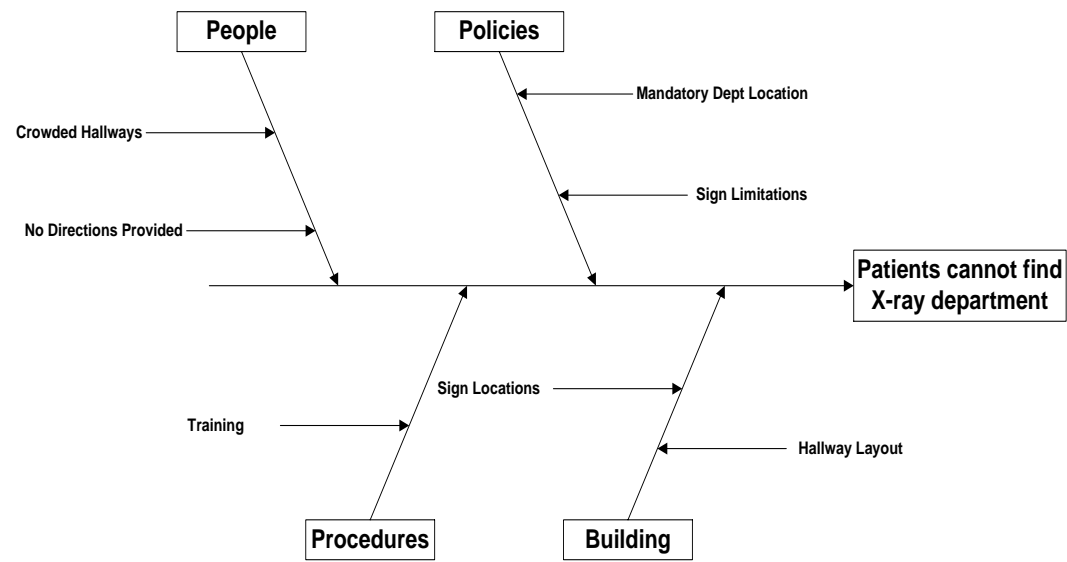 People
Policies
Mandatory Dept Location
Crowded Hallways
Sign Limitations
No Directions Provided
Patients cannot find
X-ray department
Sign Locations
Training
Hallway Layout
Procedures
Building